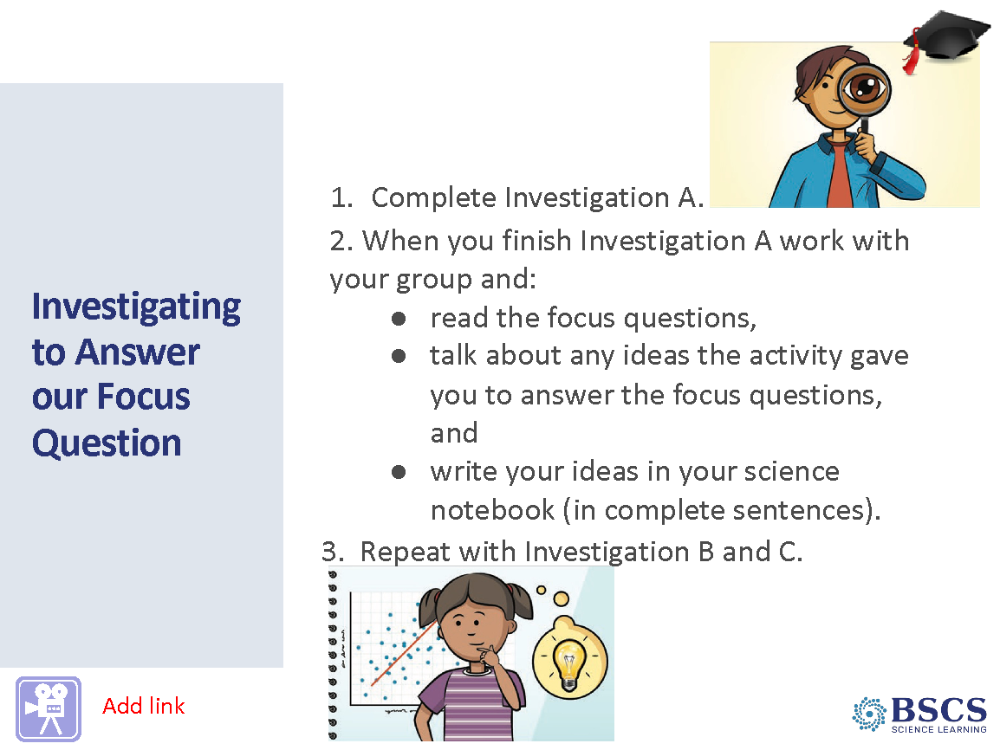 Investigating
to Answer
our Focus
Question
1. Complete Investigation A.
2. When you finish Investigation A work with
your group and:
● read the focus questions,
● talk about any ideas the activity gave
you to answer the focus questions,
and
● write your ideas in your science
notebook (in complete sentences).
3. Repeat with Investigation B and C.
Add link
BSCS
SCIENCE LEARNING